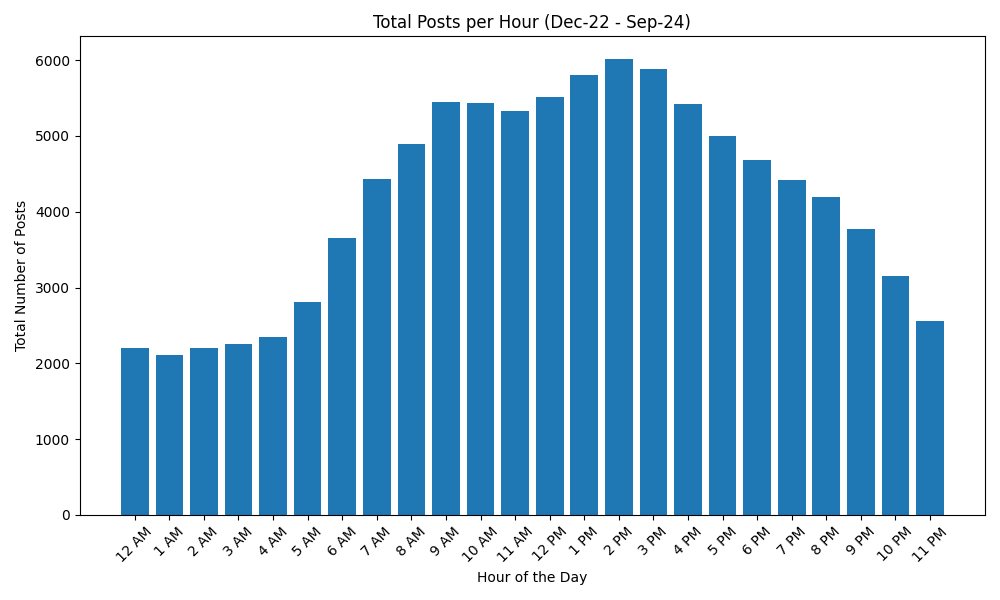 Total Posts per Hour (Dec-22 - Sep-24)
Total Number of Posts
6000
5000
4000
3000
2000
1000
0
12 AM
1 AM
2 AM
3 AM
4 AM
5 AM
6 AM
7 AM
8 AM
9 AM
10 AM
11 AM
12 PM
1 PM
2 PM
3 PM
4 PM
5 PM
6 PM
7 PM
8 PM
9 PM
10 PM
11 PM
Hour of the Day